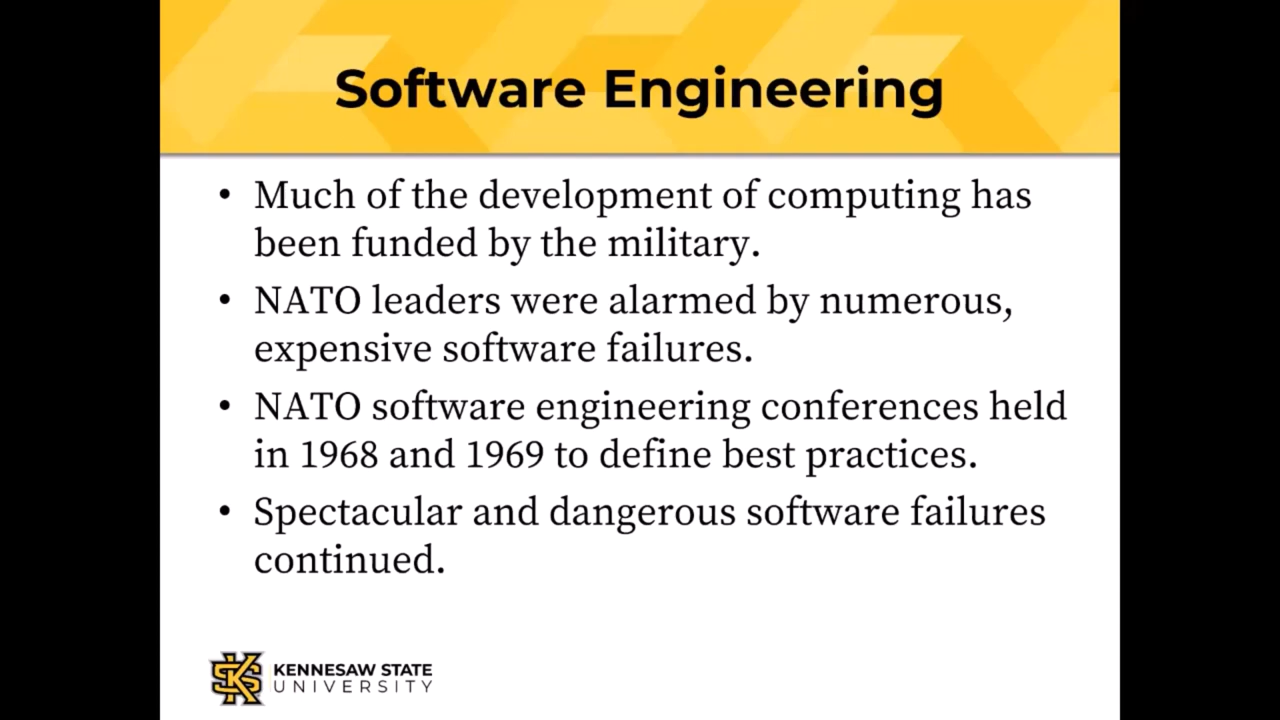 Software Engineering
• Much of the development of computing has
been funded by the military.
• NATO leaders were alarmed by numerous,
expensive software failures.
• NATO software engineering conferences held
in 1968 and 1969 to define best practices.
• Spectacular and dangerous software failures
continued.
KENNESAW STATE
UNIVERSITY